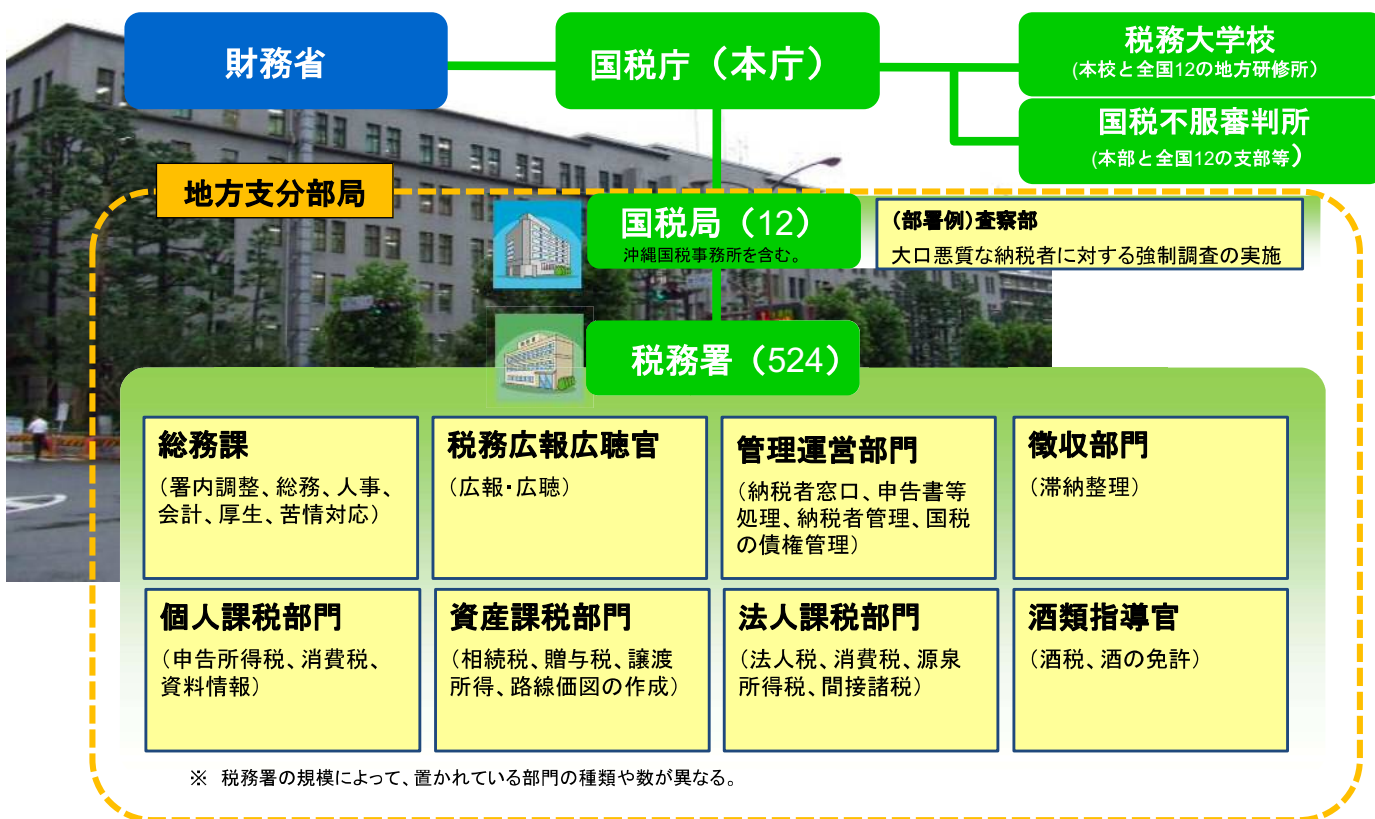 財務省
国税庁（本庁）
税務大学校
(本校と全国12の地方研修所）
国税不服審判所
(本部と全国12の支部等）
地方支分部局
国税局（12）
沖縄国税事務所を含む。
（部署例）査察部
大口悪質な納税者に対する強制調査の実施
税務署（524）
総務課
（署内調整、総務、人事、
会計、厚生、苦情対応）
税務広報広聴官
（広報・広聴）
管理運営部門
（納税者窓口、申告書等
処理、納税者管理、国税
の債権管理）
徴収部門
（滞納整理）
個人課税部門
（申告所得税、消費税、
資料情報）
資産課税部門
（相続税、贈与税、譲渡
所得、路線価図の作成）
法人課税部門
（法人税、消費税、源泉
所得税、間接諸税）
酒類指導官
（酒税、酒の免許）
※ 税務署の規模によって、置かれている部門の種類や数が異なる。